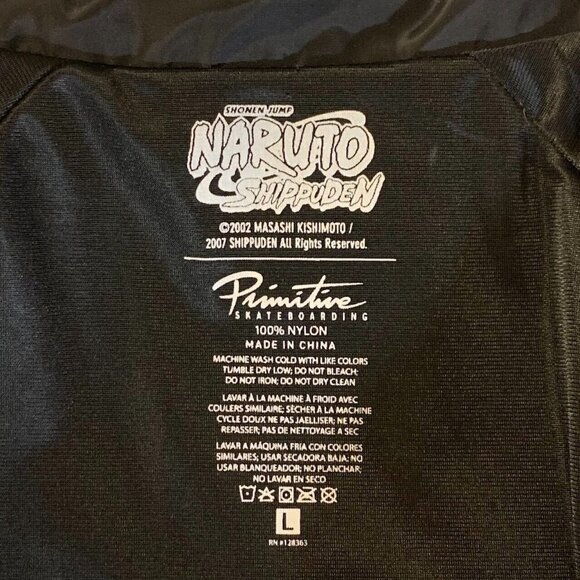 SHONEN JUMP
NARUTO
SHIPPUDEN
©2002 MASASHI KISHIMOTO /
2007 SHIPPUDEN All Rights Reserved.
Primitive
SKATEBOARDING
100% NYLON
MADE IN CHINA
MACHINE WASH COLD WITH LIKE COLORS
TUMBLE DRY LOW; DO NOT BLEACH;
DO NOT IRON; DO NOT DRY CLEAN
LAVAR À LA MACHINE À FROID AVEC
COULERS SIMILAIRE; SÈCHER À LA MACHINE
CYCLE DOUX NE PAS JAELLISER; NE PAS
REPASSER; PAS DE NETTOYAGE A SEC
LAVAR A MÁQUINA FRIA CON COLORES
SIMILARES; USAR SECADORA BAJA; NO
USAR BLANQUEADOR; NO PLANCHAR;
NO LAVAR EN SECO
L
RN #128363